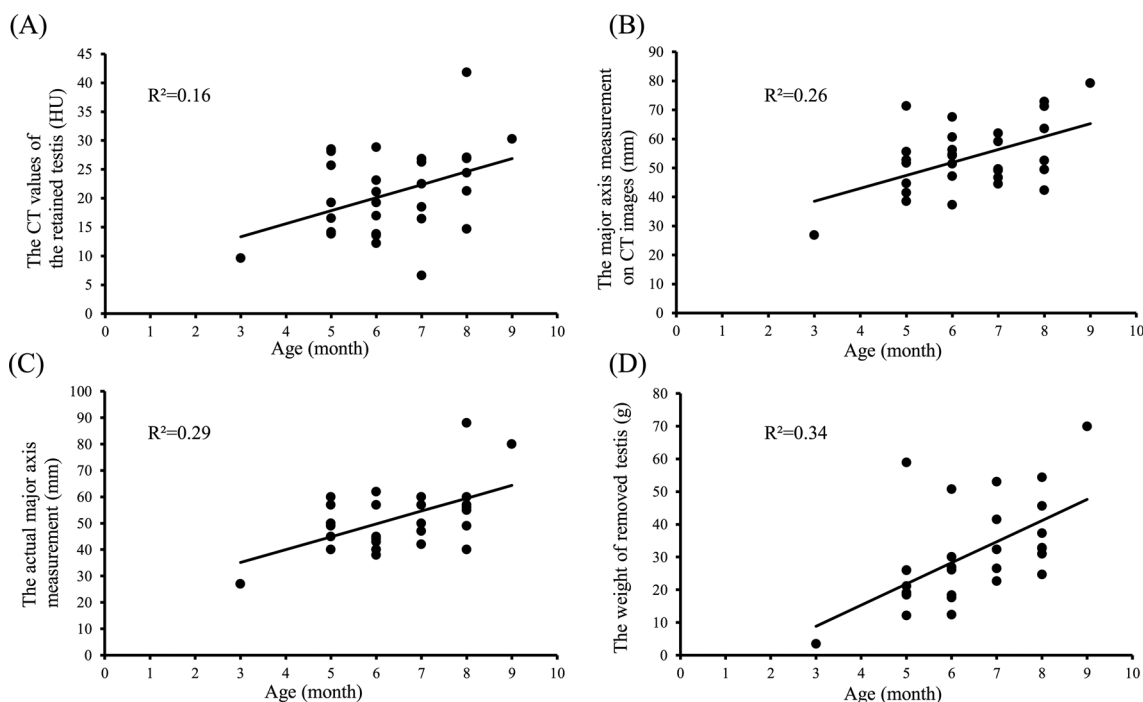 (A)
R²=0.16
The CT values of
the retained testis (HU)
45
40
35
30
25
20
15
10
5
0
0 1 2 3 4 5 6 7 8 9 10
Age (month)
(B)
R²=0.26
The major axis measurement
on CT images (mm)
90
80
70
60
50
40
30
20
10
0
0 1 2 3 4 5 6 7 8 9 10
Age (month)
(C)
R²=0.29
The actual major axis
measurement (mm)
100
90
80
70
60
50
40
30
20
10
0
0 1 2 3 4 5 6 7 8 9 10
Age (month)
(D)
R²=0.34
The weight of removed testis (g)
80
70
60
50
40
30
20
10
0
0 1 2 3 4 5 6 7 8 9 10
Age (month)